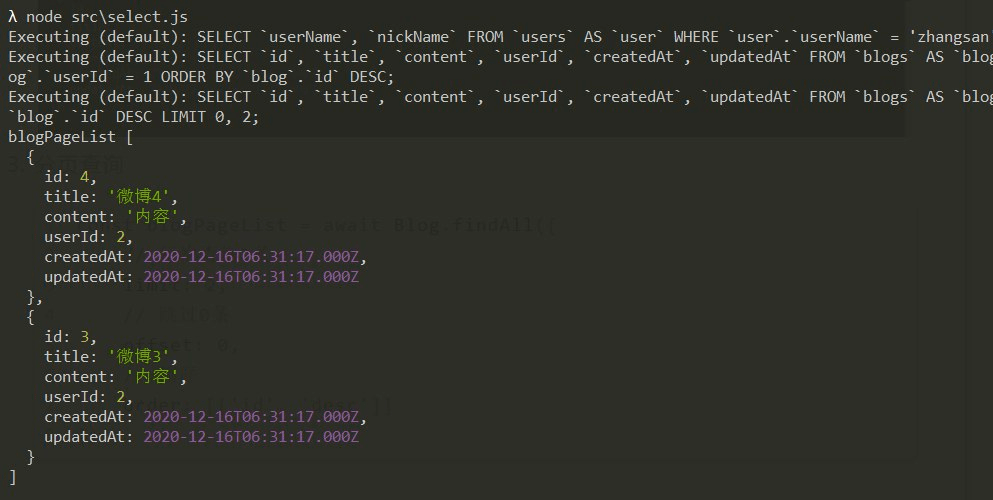 λ node src\select.js
Executing (default): SELECT `userName`, `nickName` FROM `users` AS `user` WHERE `user`.`userName` = 'zhangsan'
Executing (default): SELECT `id`, `title`, `content`, `userId`, `createdAt`, `updatedAt` FROM `blogs` AS `blog
og`.`userId` = 1 ORDER BY `blog`.`id` DESC;
Executing (default): SELECT `id`, `title`, `content`, `userId`, `createdAt`, `updatedAt` FROM `blogs` AS `blog
`blog`.`id` DESC LIMIT 0, 2;
blogPageList [
  {
    id: 4,
    title: '微博4',
    content: '内容',
    userId: 2,
    createdAt: 2020-12-16T06:31:17.000Z,
    updatedAt: 2020-12-16T06:31:17.000Z
  },
  {
    id: 3,
    title: '微博3',
    content: '内容',
    userId: 2,
    createdAt: 2020-12-16T06:31:17.000Z,
    updatedAt: 2020-12-16T06:31:17.000Z
  }
]